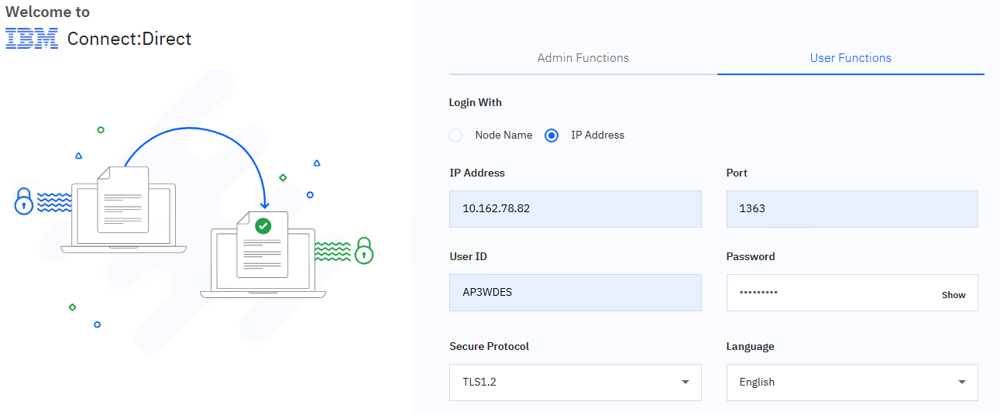 Welcome to
IBM Connect:Direct
Admin Functions
User Functions
Login With
Node Name
IP Address
IP Address
Port
10.162.78.82
1363
User ID
Password
AP3WDES
•••••••••
Show
Secure Protocol
Language
TLS1.2
English